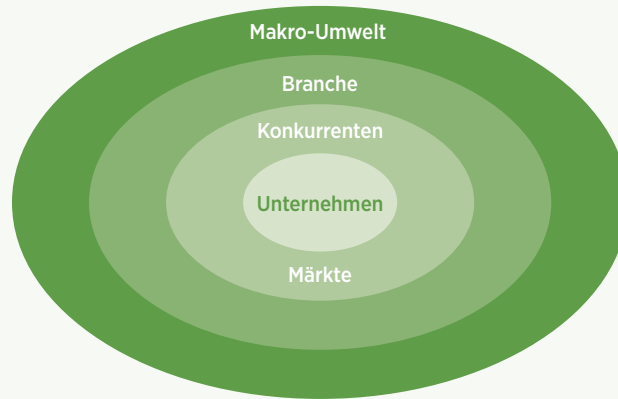 Makro-Umwelt
Branche
Konkurrenten
Unternehmen
Märkte